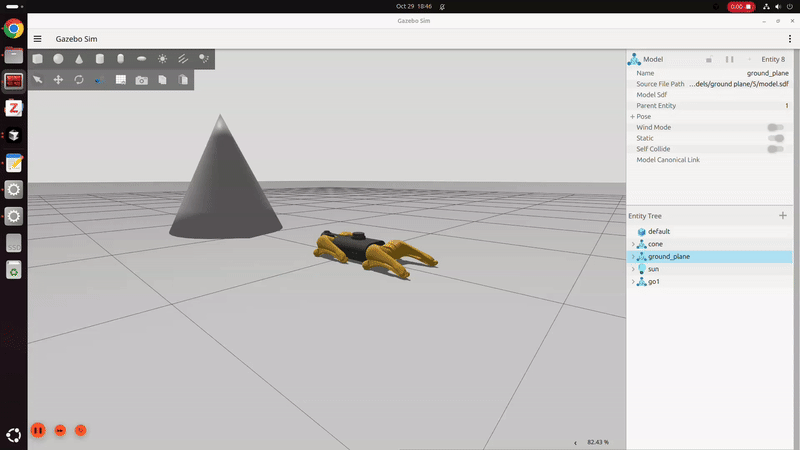 Oct 29 18:46
0:00
Gazebo Sim
Gazebo Sim
Model
Entity 8
Name
ground_plane
Source File Path
...dels/ground plane/5/model.sdf
Model Sdf
Parent Entity
1
+ Pose
Wind Mode
Static
Self Collide
Model Canonical Link
Entity Tree
default
cone
ground_plane
sun
go1
Z
SSD
82.43 %